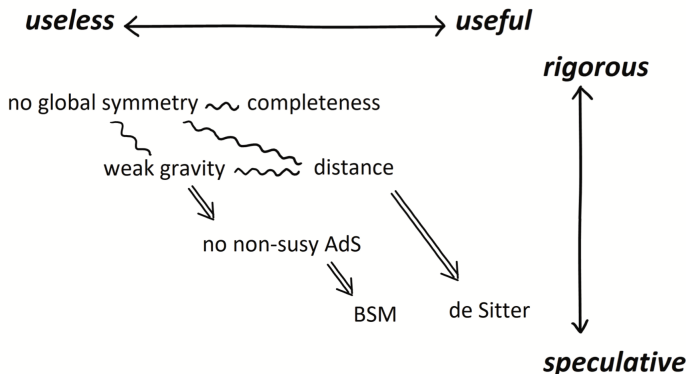 useless useful
rigorous
no global symmetry completeness
weak gravity distance
no non-susy AdS
BSM de Sitter
speculative